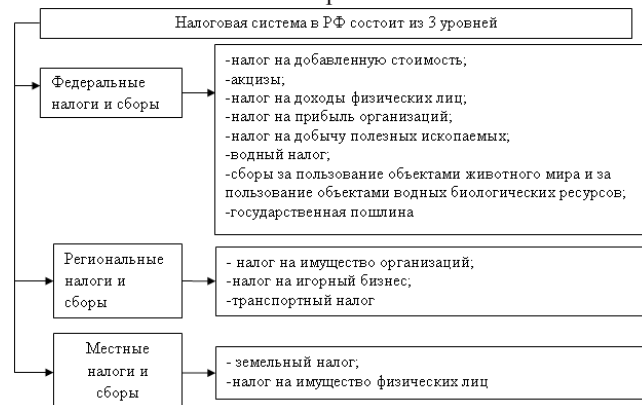 Налоговая система в РФ состоит из 3 уровней
Федеральные
налоги и сборы
-налог на добавленную стоимость;
-акцизы;
-налог на доходы физических лиц;
-налог на прибыль организаций;
-налог на добычу полезных ископаемых;
-водный налог;
-сборы за пользование объектами животного мира и за
пользование объектами водных биологических ресурсов;
-государственная пошлина
Региональные
налоги и
сборы
- налог на имущество организаций;
-налог на игорный бизнес;
-транспортный налог
Местные
налоги и
сборы
- земельный налог;
-налог на имущество физических лиц